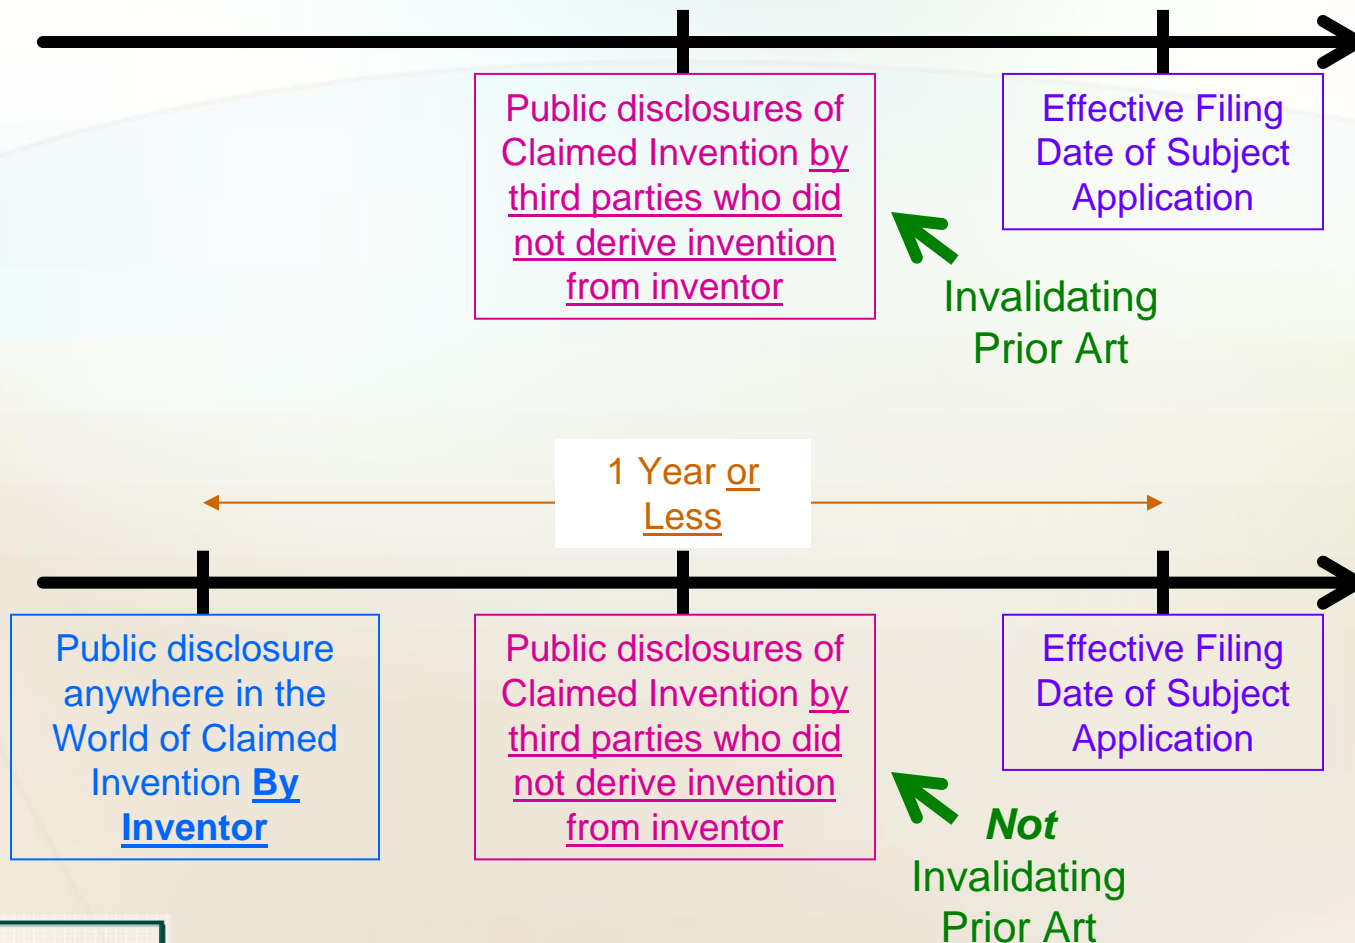 Public disclosures of
Claimed Invention by
third parties who did
not derive invention
from inventor
Effective Filing
Date of Subject
Application
Invalidating
Prior Art
1 Year or
Less
Public disclosure
anywhere in the
World of Claimed
Invention By
Inventor
Public disclosures of
Claimed Invention by
third parties who did
not derive invention
from inventor
Effective Filing
Date of Subject
Application
Not
Invalidating
Prior Art